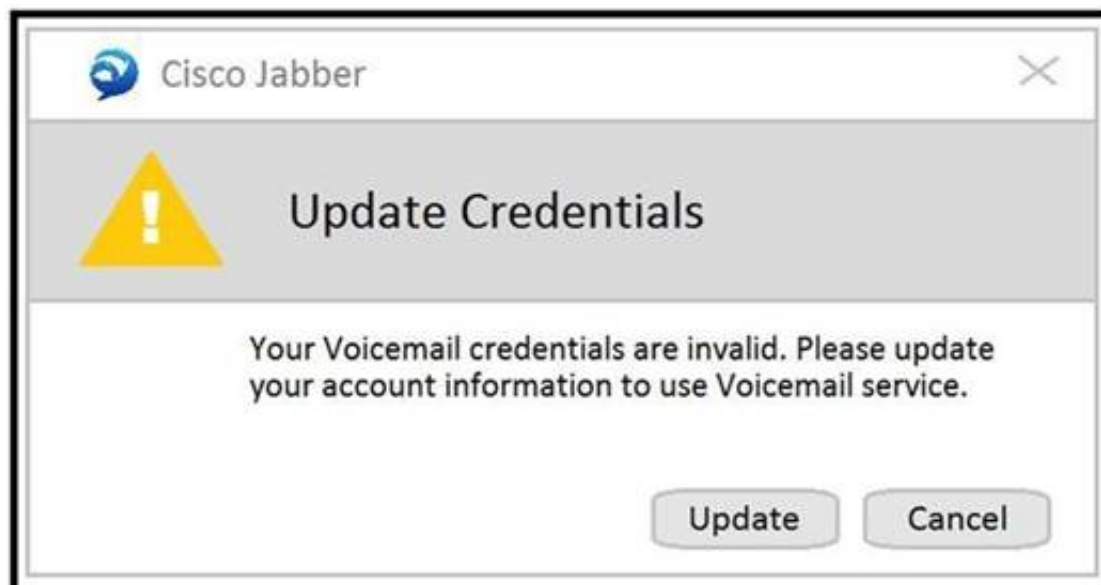 Cisco Jabber
Update Credentials
Your Voicemail credentials are invalid. Please update
your account information to use Voicemail service.
Update Cancel